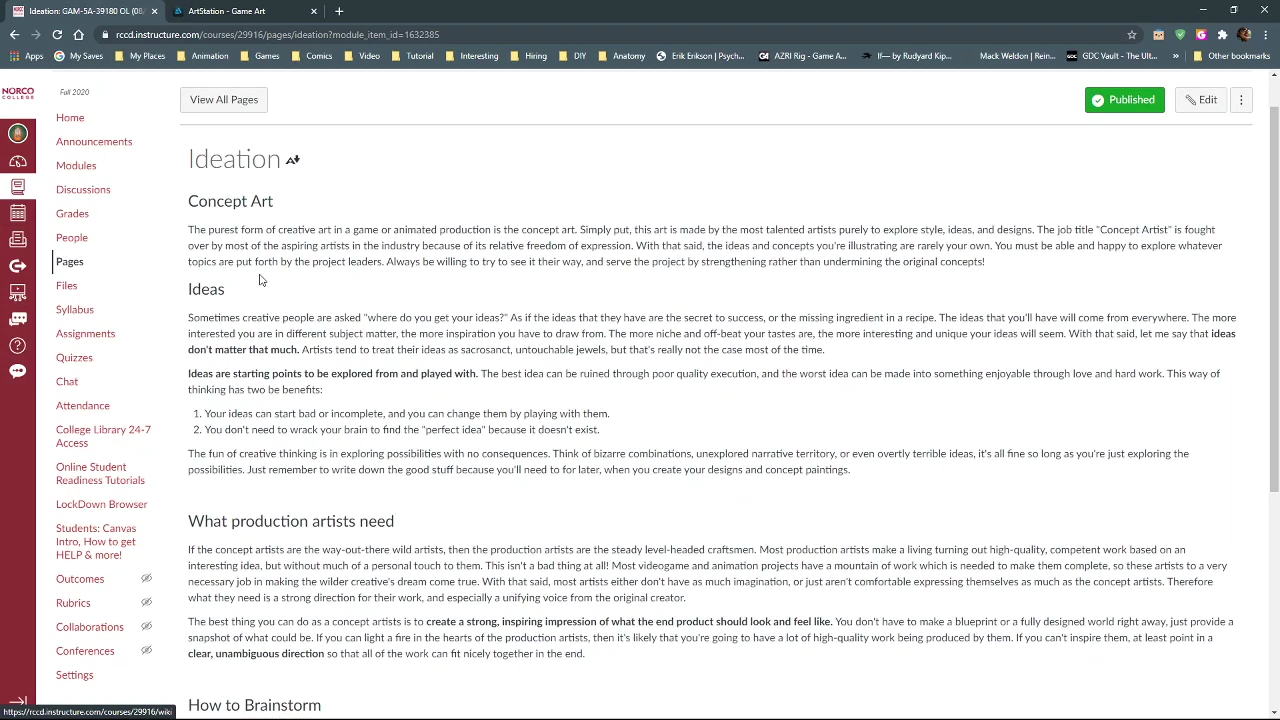 Ideation: GAM-5A-39180 OL (08/
ArtStation - Game Art
rccd.instructure.com/courses/29916/pages/ideation?module_item_id=1632385
Apps
My Saves
My Places
Animation
Games
Comics
Video
Tutorial
Interesting
Hiring
DIY
Anatomy
Erik Erikson | Psych...
AZRI Rig - Game A...
If— by Rudyard Kip...
Mack Weldon | Rein...
GDC Vault - The Ult...
»
Other bookmarks
NORCO
COLLEGE
Fall 2020
View All Pages
Published
Edit
Home
Announcements
Modules
Discussions
Grades
People
Pages
Files
Syllabus
Assignments
Quizzes
Chat
Attendance
College Library 24-7
Access
Online Student
Readiness Tutorials
LockDown Browser
Students: Canvas
Intro, How to get
HELP & more!
Outcomes
Rubrics
Collaborations
Conferences
Settings
Ideation
Concept Art
The purest form of creative art in a game or animated production is the concept art. Simply put, this art is made by the most talented artists purely to explore style, ideas, and designs. The job title "Concept Artist" is fought
over by most of the aspiring artists in the industry because of its relative freedom of expression. With that said, the ideas and concepts you're illustrating are rarely your own. You must be able and happy to explore whatever
topics are put forth by the project leaders. Always be willing to try to see it their way, and serve the project by strengthening rather than undermining the original concepts!
Ideas
Sometimes creative people are asked "where do you get your ideas?" As if the ideas that they have are the secret to success, or the missing ingredient in a recipe. The ideas that you'll have will come from everywhere. The more
interested you are in different subject matter, the more inspiration you have to draw from. The more niche and off-beat your interests are, the more interesting and unique your ideas will seem. With that said, let me say that ideas
don't matter that much. Artists tend to treat their ideas as sacrosanct, untouchable jewels, but that's really not the case most of the time.
Ideas are starting points to be explored from and played with. The best idea can be ruined through poor quality execution, and the worst idea can be made into something enjoyable through love and hard work. This way of
thinking has two be benefits:
1. Your ideas can start bad or incomplete, and you can change them by playing with them.
2. You don't need to wrack your brain to find the "perfect idea" because it doesn't exist.
The fun of creative thinking is in exploring possibilities with no consequences. Think of bizarre combinations, unexplored narrative territory, or even overtly terrible ideas, it's all fine so long as you're just exploring the
possibilities. Just remember to write down the good stuff because you'll need to for later, when you create your designs and concept paintings.
What production artists need
If the concept artists are the way-out-there wild artists, then the production artists are the steady level-headed craftsmen. Most production artists make a living turning out high-quality, competent work based on an
interesting idea, but without much of a personal touch to them. This isn't a bad thing at all! Most videogame and animation projects have a mountain of work which is needed to make them complete, so these artists to a very
necessary job in making the wilder creative's dream come true. With that said, most artists either don't have as much imagination, or just aren't comfortable expressing themselves as much as the concept artists. Therefore
what they need is a strong direction for their work, and especially a unifying voice from the original creator.
The best thing you can do as a concept artists is to create a strong, inspiring impression of what the end product should look and feel like. You don't have to make a blueprint or a fully designed world right away, just provide a
snapshot of what could be. If you can light a fire in the hearts of the production artists, then it's likely that you're going to have a lot of high-quality work being produced by them. If you can't inspire them, at least point in a
clear, unambiguous direction so that all of the work can fit nicely together in the end.
How to Brainstorm
https://rccd.instructure.com/courses/29916/wiki